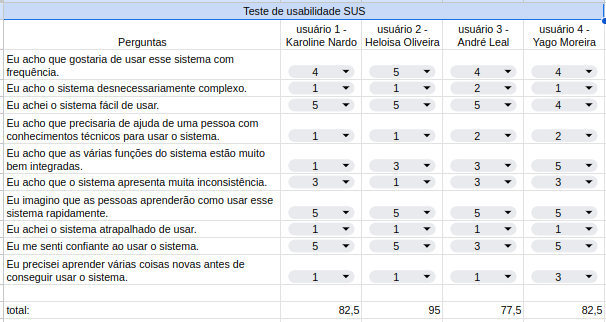 Teste de usabilidade SUS
Perguntas
usuário 1 -
Karoline Nardo
usuário 2 -
Heloisa Oliveira
usuário 3 -
André Leal
usuário 4 -
Yago Moreira
Eu acho que gostaria de usar esse sistema com
frequência.
4 5 4 4
Eu acho o sistema desnecessariamente complexo. 1 1 2 1
Eu achei o sistema fácil de usar. 5 5 5 4
Eu acho que precisaria de ajuda de uma pessoa com
conhecimentos técnicos para usar o sistema.
1 1 2 2
Eu acho que as várias funções do sistema estão muito
bem integradas.
1 3 3 5
Eu acho que o sistema apresenta muita inconsistência. 3 1 3 3
Eu imagino que as pessoas aprenderão como usar esse
sistema rapidamente.
5 5 5 5
Eu achei o sistema atrapalhado de usar. 1 1 1 1
Eu me senti confiante ao usar o sistema. 5 5 3 5
Eu precisei aprender várias coisas novas antes de
conseguir usar o sistema.
1 1 1 3
total: 82,5 95 77,5 82,5